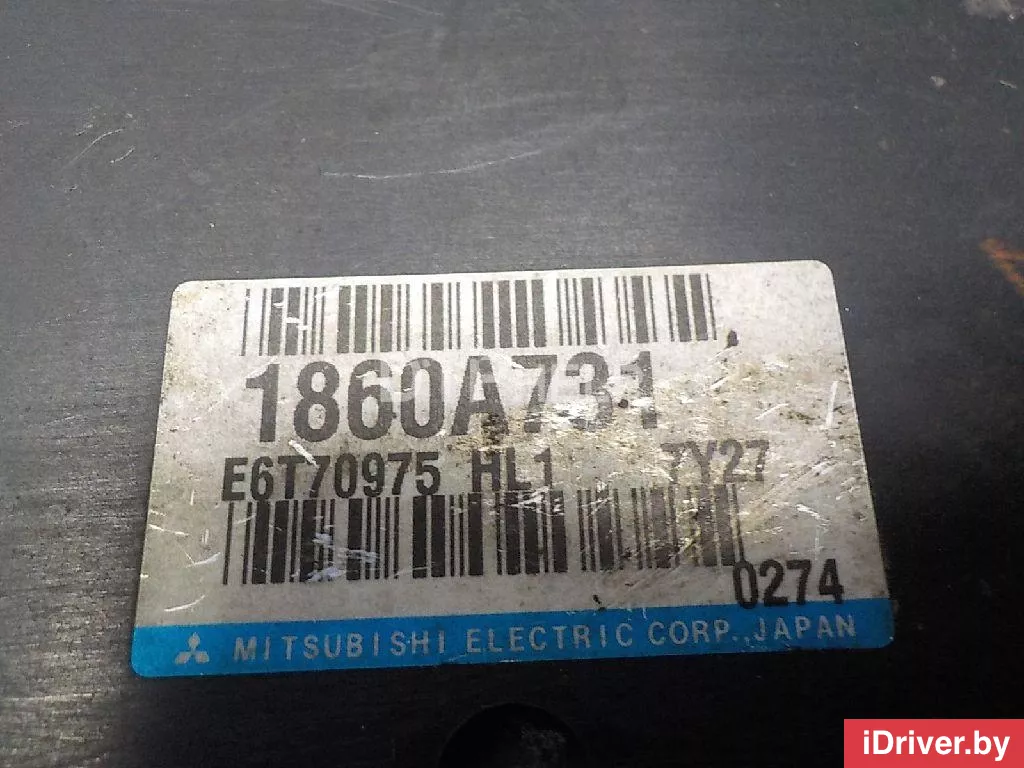 1860A731
E6T70975 HL1 7Y27
0274
MITSUBISHI ELECTRIC CORP., JAPAN
iDriver.by